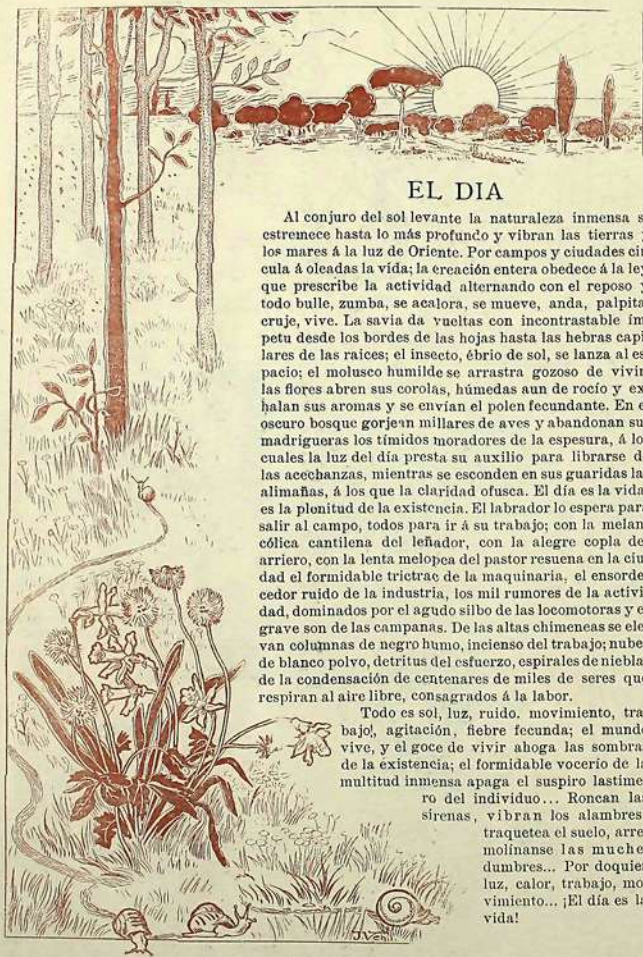 EL DIA
Al conjuro del sol levante la naturaleza inmensa s
estremece hasta lo más profundo y vibran las tierras y
los mares á la luz de Oriente. Por campos y ciudades cir
cula á oleadas la vida; la creación entera obedece á la ley
que prescribe la actividad alternando con el reposo y
todo bulle, zumba, se acalora, se mueve, anda, palpita
cruje, vive. La savia da vueltas con incontrastable ím
petu desde los bordes de las hojas hasta las hebras capi
lares de las raices; el insecto, ébrio de sol, se lanza al es
pacio; el molusco humilde se arrastra gozoso de vivir
las flores abren sus corolas, húmedas aun de rocío y ex
halan sus aromas y se envían el polen fecundante. En e
oscuro bosque gorjean millares de aves y abandonan su
madrigueras los tímidos moradores de la espesura, á lo
cuales la luz del día presta su auxilio para librarse d
las acechanzas, mientras se esconden en sus guaridas la
alimañas, á los que la claridad ofusca. El día es la vida
es la plenitud de la existencia. El labrador lo espera para
salir al campo, todos para ir á su trabajo; con la melan
cólica cantilena del leñador, con la alegre copla de
arriero, con la lenta melopea del pastor resuena en la ciu
dad el formidable trictrac de la maquinaria, el ensorde
cedor ruido de la industria, los mil rumores de la activi
dad, dominados por el agudo silbo de las locomotoras y e
grave son de las campanas. De las altas chimeneas se ele
van columnas de negro humo, incienso del trabajo; nube
de blanco polvo, detritus del esfuerzo, espirales de niebla
de la condensación de centenares de miles de seres que
respiran al aire libre, consagrados á la labor.
Todo es sol, luz, ruido. movimiento, tra
bajo!, agitación, fiebre fecunda; el mundo
vive, y el goce de vivir ahoga las sombra
de la existencia; el formidable vocerío de la
multitud inmensa apaga el suspiro lastime
ro del individuo... Roncan la
sirenas, vibran los alambres
traquetea el suelo, arre
molínanse las muche
dumbres... Por doquier
luz, calor, trabajo, mo
vimiento... ¡El día es la
vida!